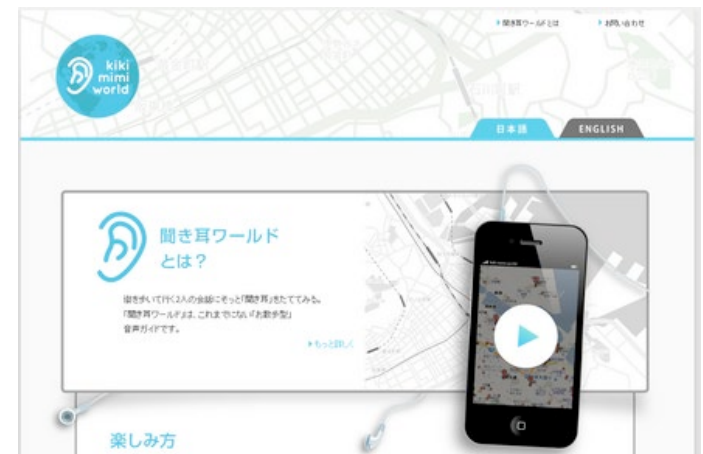 聞き耳ワールドとは
お問い合わせ
kiki
mimi
world
石川町駅
日本語
ENGLISH
聞き耳ワールド
とは？
街を歩いて行く2人の会話にそっと「聞き耳」をたててみる。
「聞き耳ワールド」は、これまでにない「お散歩型」
音声ガイドです。
もっと詳しく
楽しみ方